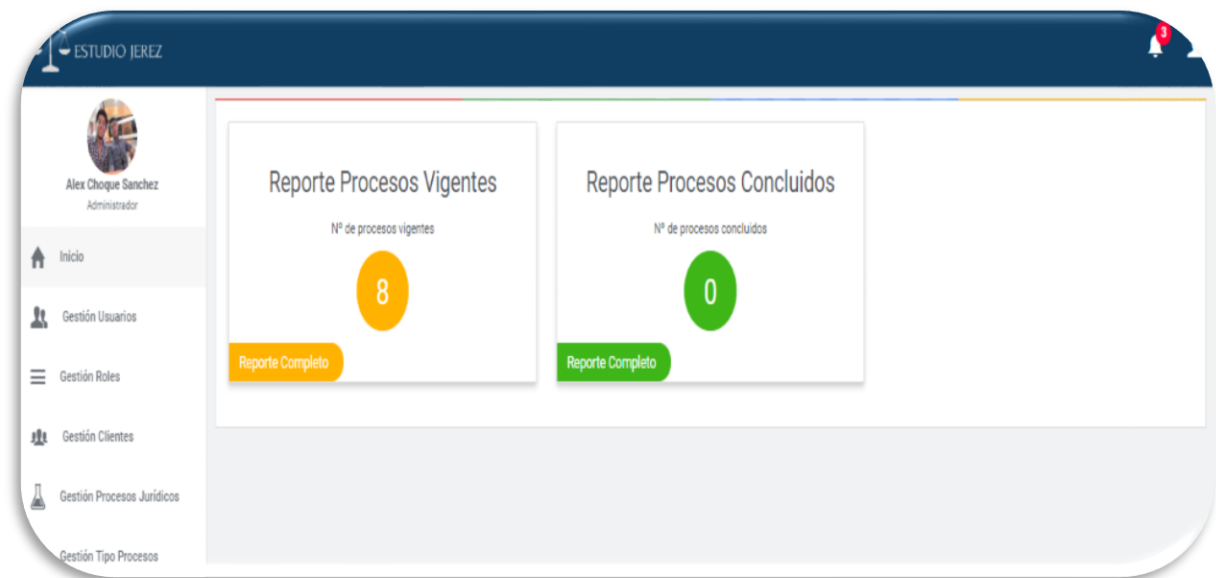 ESTUDIO JEREZ
3
Alex Choque Sanchez
Administrador
Inicio
Gestión Usuarios
Gestión Roles
Gestión Clientes
Gestión Procesos Jurídicos
Gestión Tipo Procesos
Reporte Procesos Vigentes
Nº de procesos vigentes
8
Reporte Completo
Reporte Procesos Concluidos
Nº de procesos concluidos
0
Reporte Completo